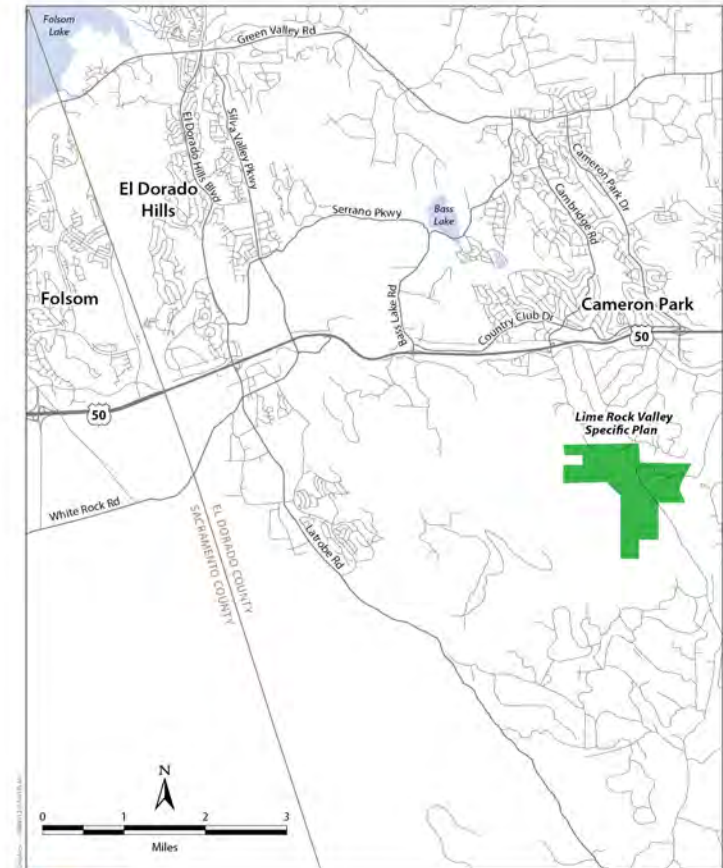 Folsom
Lake
Green Valley Rd
El Dorado Hills Blvd
Silva Valley Pkwy
El Dorado
Hills
Serrano Pkwy
Bass
Lake
Cambridge Rd
Cameron Park Dr
Folsom
Bass Lake Rd
Country Club Dr
Cameron Park
50
50
Lime Rock Valley
Specific Plan
White Rock Rd
EL DORADO COUNTY
SACRAMENTO COUNTY
Latrobe Rd
N
0 1 2 3
Miles